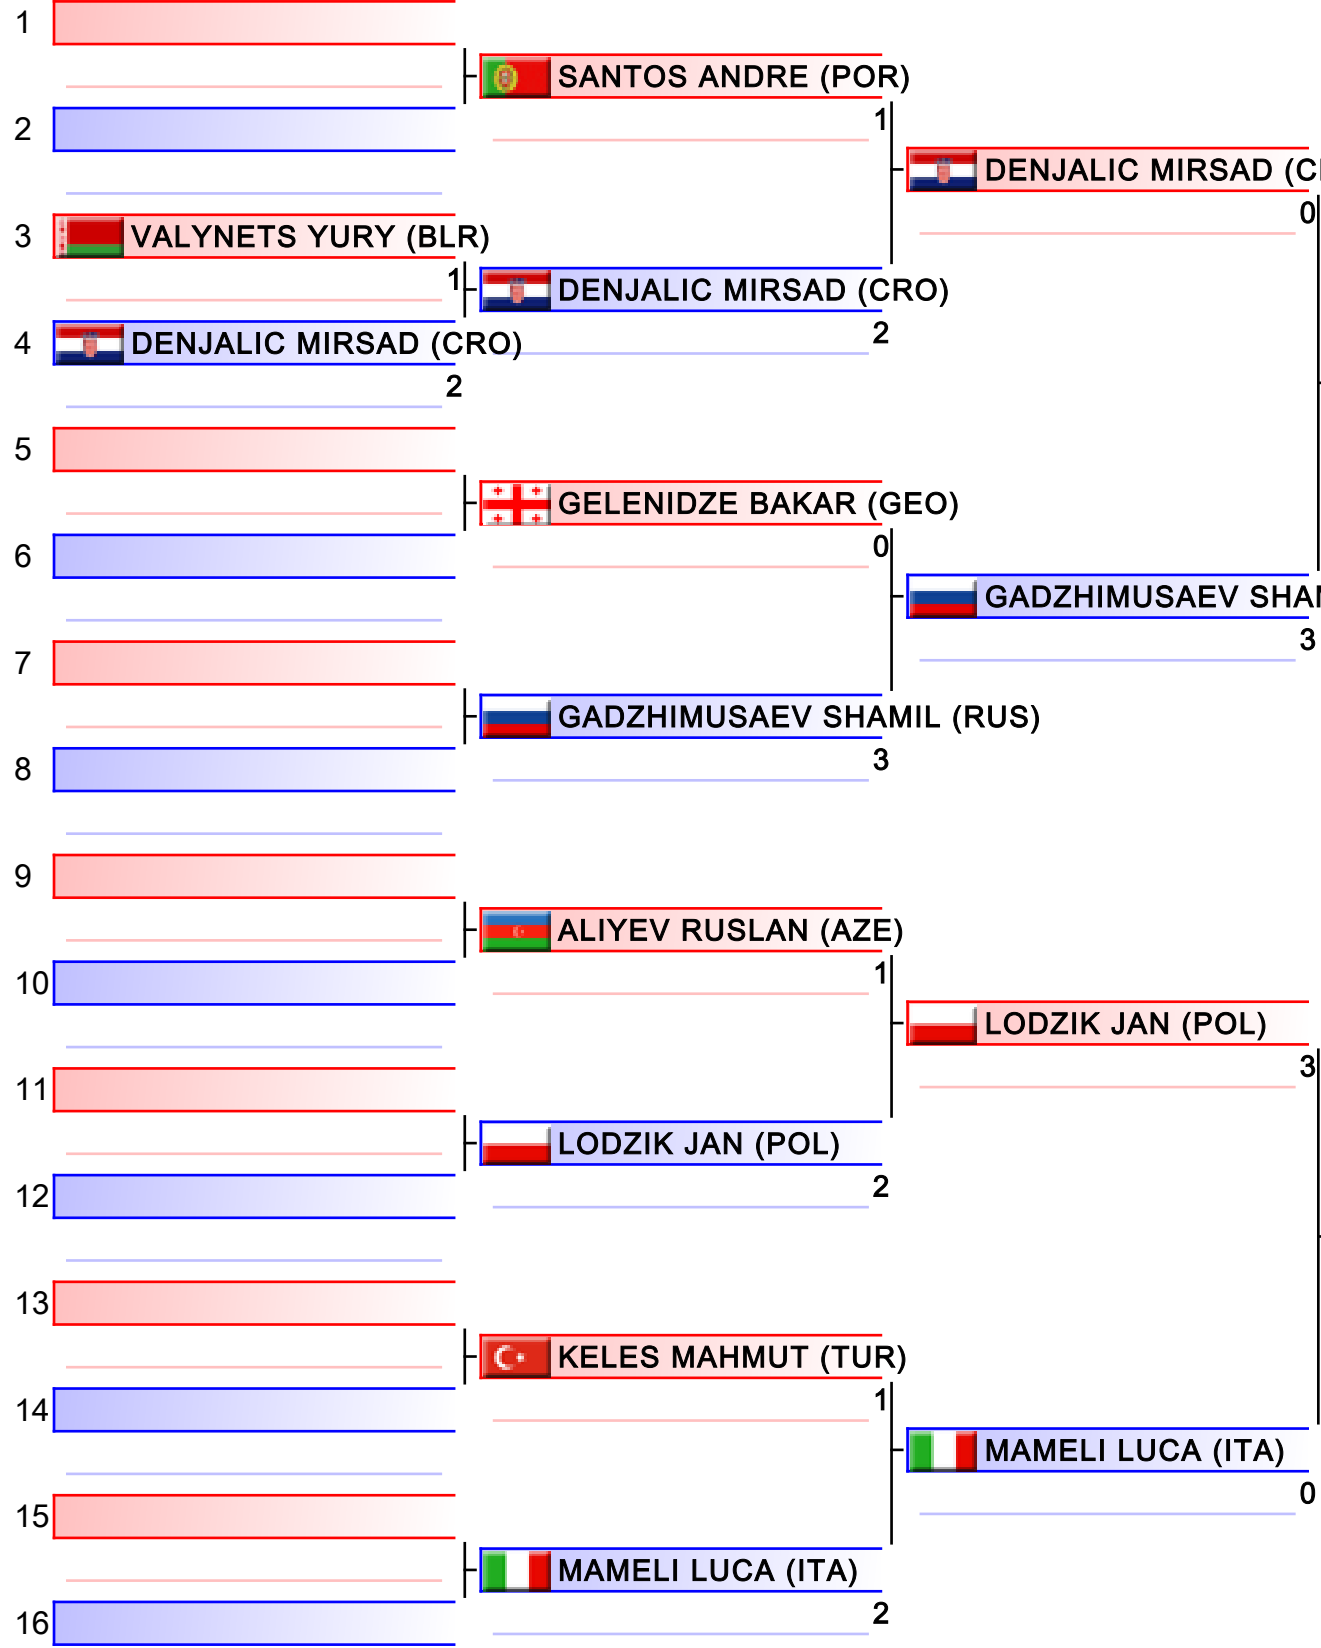 1
SANTOS ANDRE (POR)
1
2
DENJALIC MIRSAD (C
0
3 VALYNETS YURY (BLR)
1
DENJALIC MIRSAD (CRO)
2
4 DENJALIC MIRSAD (CRO)
2
5
GELENIDZE BAKAR (GEO)
0
6
GADZHIMUSAEV SHA
3
7
GADZHIMUSAEV SHAMIL (RUS)
3
8
9
ALIYEV RUSLAN (AZE)
1
10
LODZIK JAN (POL)
3
11
LODZIK JAN (POL)
2
12
13
KELES MAHMUT (TUR)
1
14
MAMELI LUCA (ITA)
0
15
MAMELI LUCA (ITA)
2
16